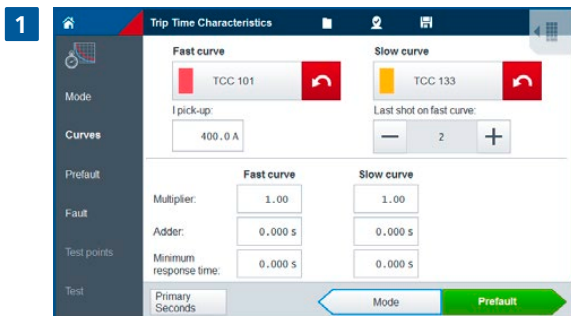 1
Trip Time Characteristics
Mode
Curves
Prefault
Fault
Test points
Test
Fast curve
Slow curve
TCC 101
TCC 133
I pick-up:
Last shot on fast curve:
400.0 A
2
Fast curve
Slow curve
Multiplier:
1.00
1.00
Adder:
0.000 s
0.000 s
Minimum
response time:
0.000 s
0.000 s
Primary
Seconds
Mode
Prefault